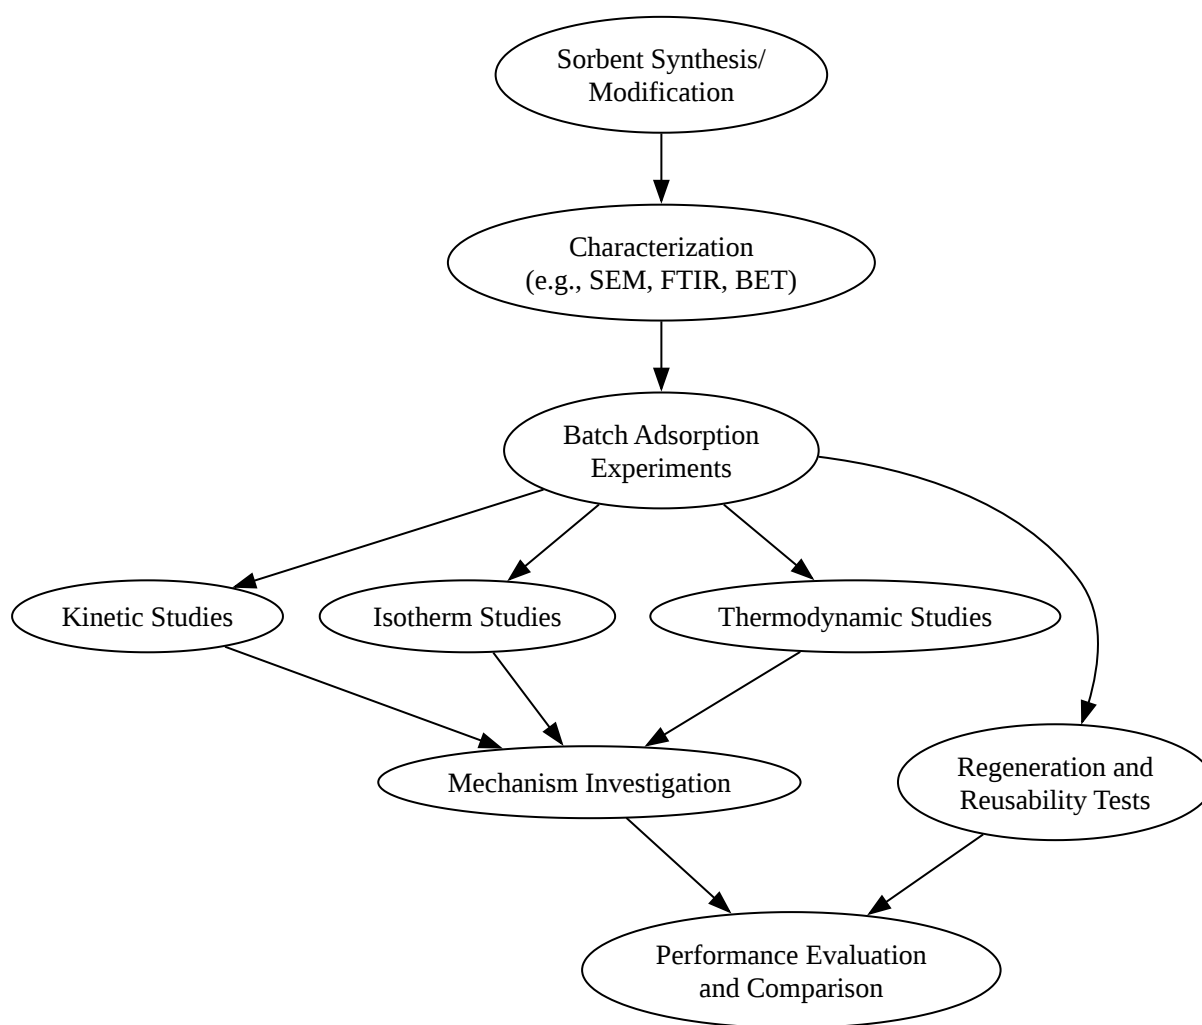 Sorbent Synthesis/
Modification
Characterization
(e.g., SEM, FTIR, BET)
Batch Adsorption
Experiments
Kinetic Studies
Isotherm Studies
Thermodynamic Studies
Mechanism Investigation
Regeneration and
Reusability Tests
Performance Evaluation
and Comparison